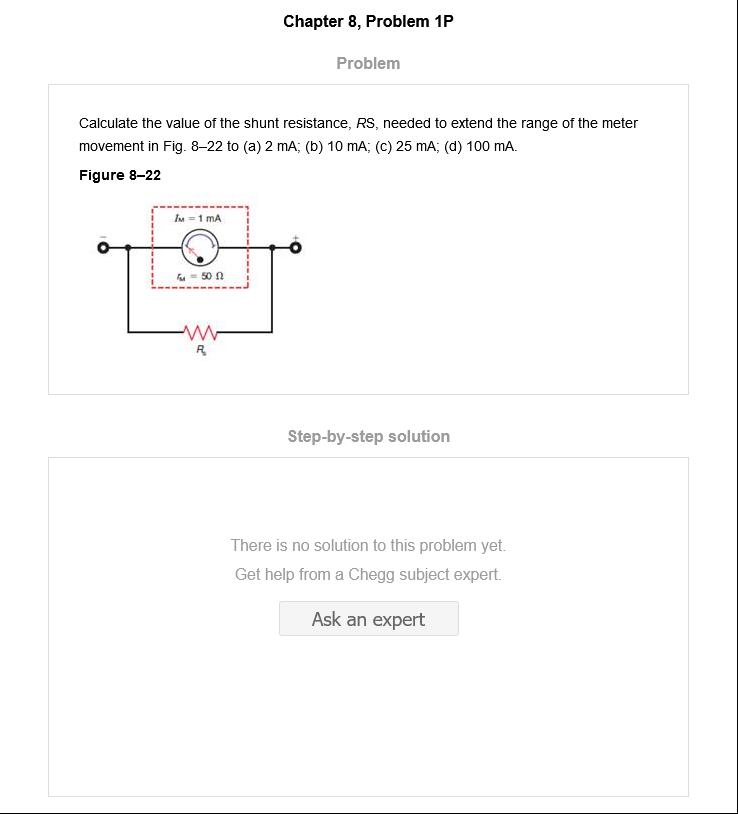 Chapter 8, Problem 1P
Problem
Calculate the value of the shunt resistance, RS, needed to extend the range of the meter
movement in Fig. 8–22 to (a) 2 mA; (b) 10 mA; (c) 25 mA; (d) 100 mA.
Figure 8–22
I_M = 1 mA
− +
r_M = 50 Ω
R_s
Step-by-step solution
There is no solution to this problem yet.
Get help from a Chegg subject expert.
Ask an expert